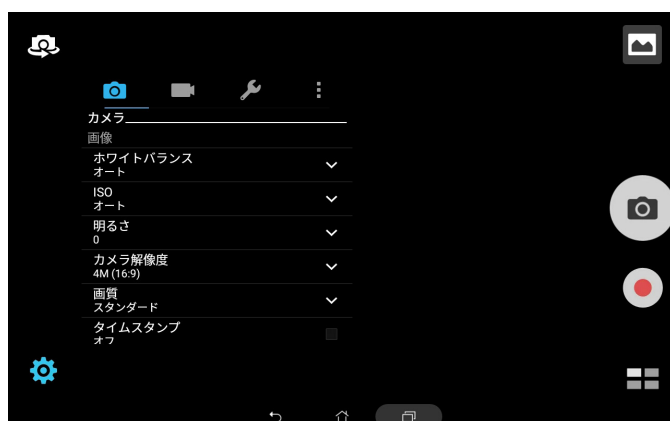 カメラ
画像
ホワイトバランス
オート
ISO
オート
明るさ
0
カメラ解像度
4M (16:9)
画質
スタンダード
タイムスタンプ
オフ